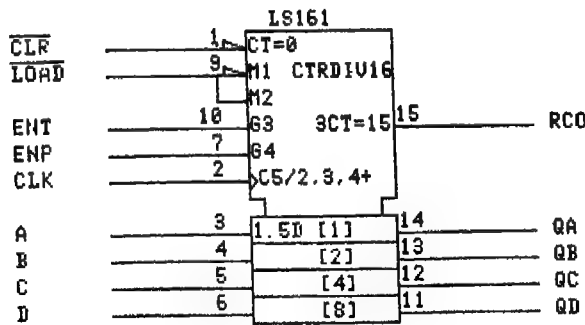 LS161
CLR 1 CT=0
LOAD 9 M1 CTRDIV16
M2
ENT 10 G3 3CT=15 15 RCO
ENP 7 G4
CLK 2 C5/2.3,4+
A 3 1.5D [1] 14 QA
B 4 [2] 13 QB
C 5 [4] 12 QC
D 6 [8] 11 QD